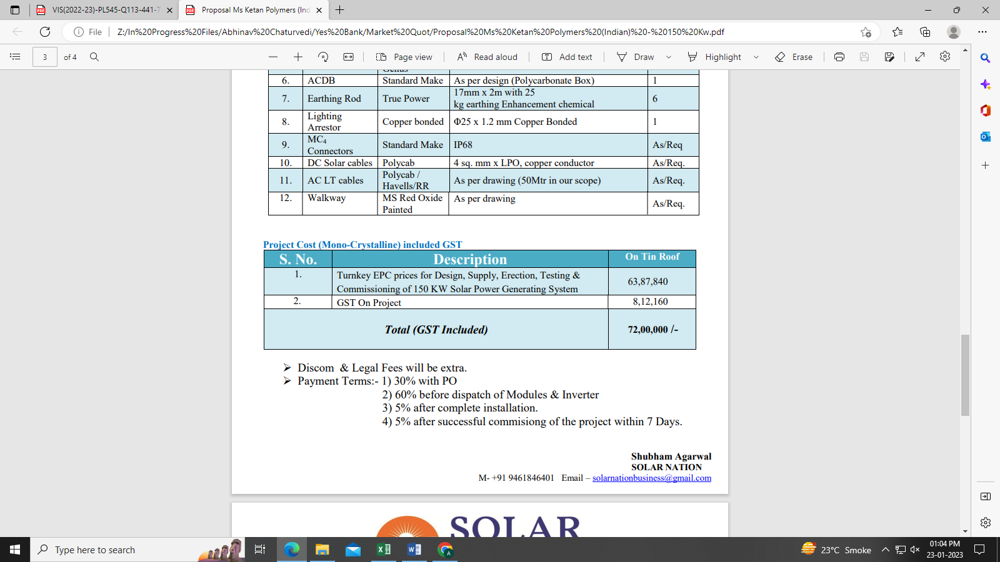 VIS(2022-23)-PL545-Q113-441-7
Proposal Ms Ketan Polymers (Ind
File
Z:/In%20Progress%20Files/Abhinav%20Chaturvedi/Yes%20Bank/Market%20Quot/Proposal%20Ms%20Ketan%20Polymers%20(Indian)%20-%20150%20Kw.pdf
3 of 4
Page view
Read aloud
Add text
Draw
Highlight
Erase
6. ACDB Standard Make As per design (Polycarbonate Box) 1
7. Earthing Rod True Power 17mm x 2m with 25
kg earthing Enhancement chemical 6
8. Lighting
Arrestor Copper bonded Φ25 x 1.2 mm Copper Bonded 1
9. MC4
Connectors Standard Make IP68 As/Req
10. DC Solar cables Polycab 4 sq. mm x LPO, copper conductor As/Req.
11. AC LT cables Polycab /
Havells/RR As per drawing (50Mtr in our scope) As/Req.
12. Walkway MS Red Oxide
Painted As per drawing As/Req.
Project Cost (Mono-Crystalline) included GST
S. No. Description On Tin Roof
1. Turnkey EPC prices for Design, Supply, Erection, Testing &
Commissioning of 150 KW Solar Power Generating System 63,87,840
2. GST On Project 8,12,160
Total (GST Included) 72,00,000 /-
➢ Discom & Legal Fees will be extra.
➢ Payment Terms:- 1) 30% with PO
2) 60% before dispatch of Modules & Inverter
3) 5% after complete installation.
4) 5% after successful commisiong of the project within 7 Days.
Shubham Agarwal
SOLAR NATION
M- +91 9461846401 Email – solarnationbusiness@gmail.com
SOLAR
Type here to search
23°C Smoke
01:04 PM
23-01-2023